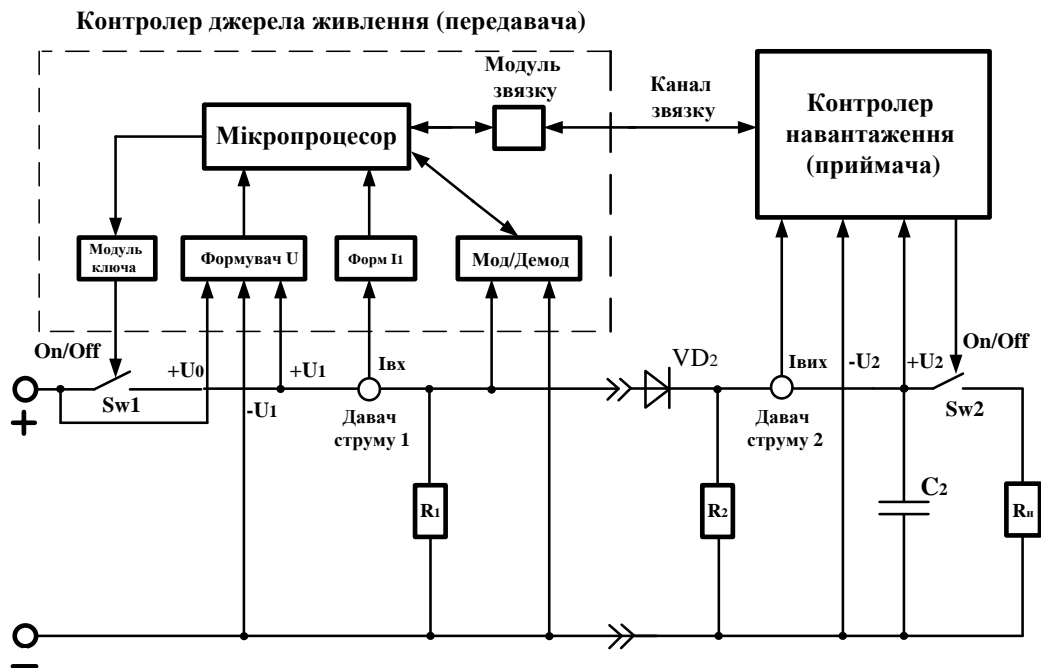 Контролер джерела живлення (передавача)
Модуль
звязку
Канал
звязку
Контролер
навантаження
(приймача)
Мікропроцесор
Модуль
ключа
Формувач U
Форм I1
Мод/Демод
On/Off
+U0
+U1
Iвх
VD2
Iвих
-U2
+U2
On/Off
Sw1
-U1
Давач
струму 1
Давач
струму 2
Sw2
+
R1
R2
C2
Rн
–